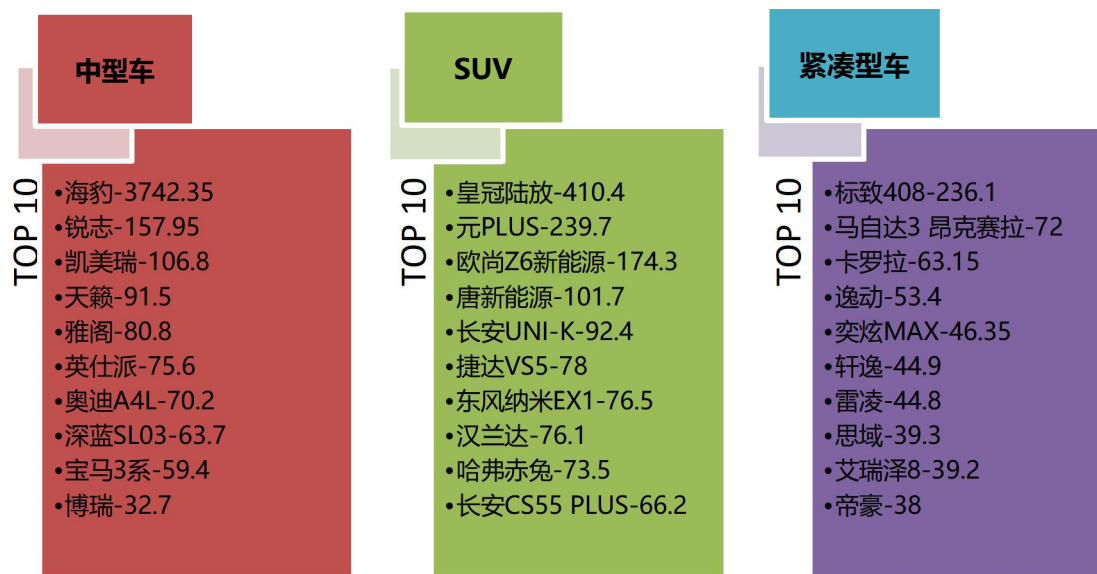 中型车
TOP 10
•海豹-3742.35
•锐志-157.95
•凯美瑞-106.8
•天籁-91.5
•雅阁-80.8
•英仕派-75.6
•奥迪A4L-70.2
•深蓝SL03-63.7
•宝马3系-59.4
•博瑞-32.7
SUV
TOP 10
•皇冠陆放-410.4
•元PLUS-239.7
•欧尚Z6新能源-174.3
•唐新能源-101.7
•长安UNI-K-92.4
•捷达VS5-78
•东风纳米EX1-76.5
•汉兰达-76.1
•哈弗赤兔-73.5
•长安CS55 PLUS-66.2
紧凑型车
TOP 10
•标致408-236.1
•马自达3 昂克赛拉-72
•卡罗拉-63.15
•逸动-53.4
•奕炫MAX-46.35
•轩逸-44.9
•雷凌-44.8
•思域-39.3
•艾瑞泽8-39.2
•帝豪-38